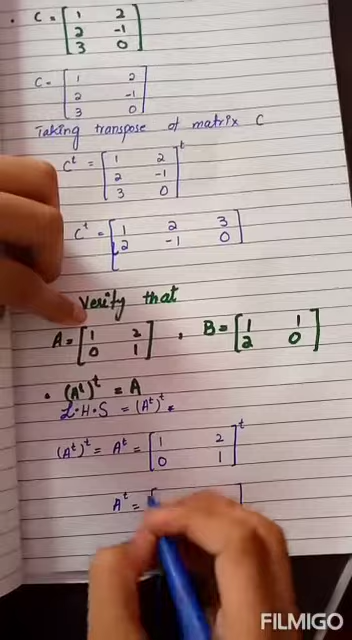 . C = [ 1 2
2 -1
3 0 ]
C = [ 1 2
2 -1
3 0 ]
Taking transpose of matrix C
C^t = [ 1 2
2 -1
3 0 ]^t
C^t = [ 1 2 3
2 -1 0 ]
Verify that
A = [ 1 2
0 1 ] , B = [ 1 1
2 0 ]
. (A^t)^t = A
L.H.S = (A^t)^t .
(A^t)^t = A^t = [ 1 2
0 1 ]^t
A^t = [ ]
FILMIGO